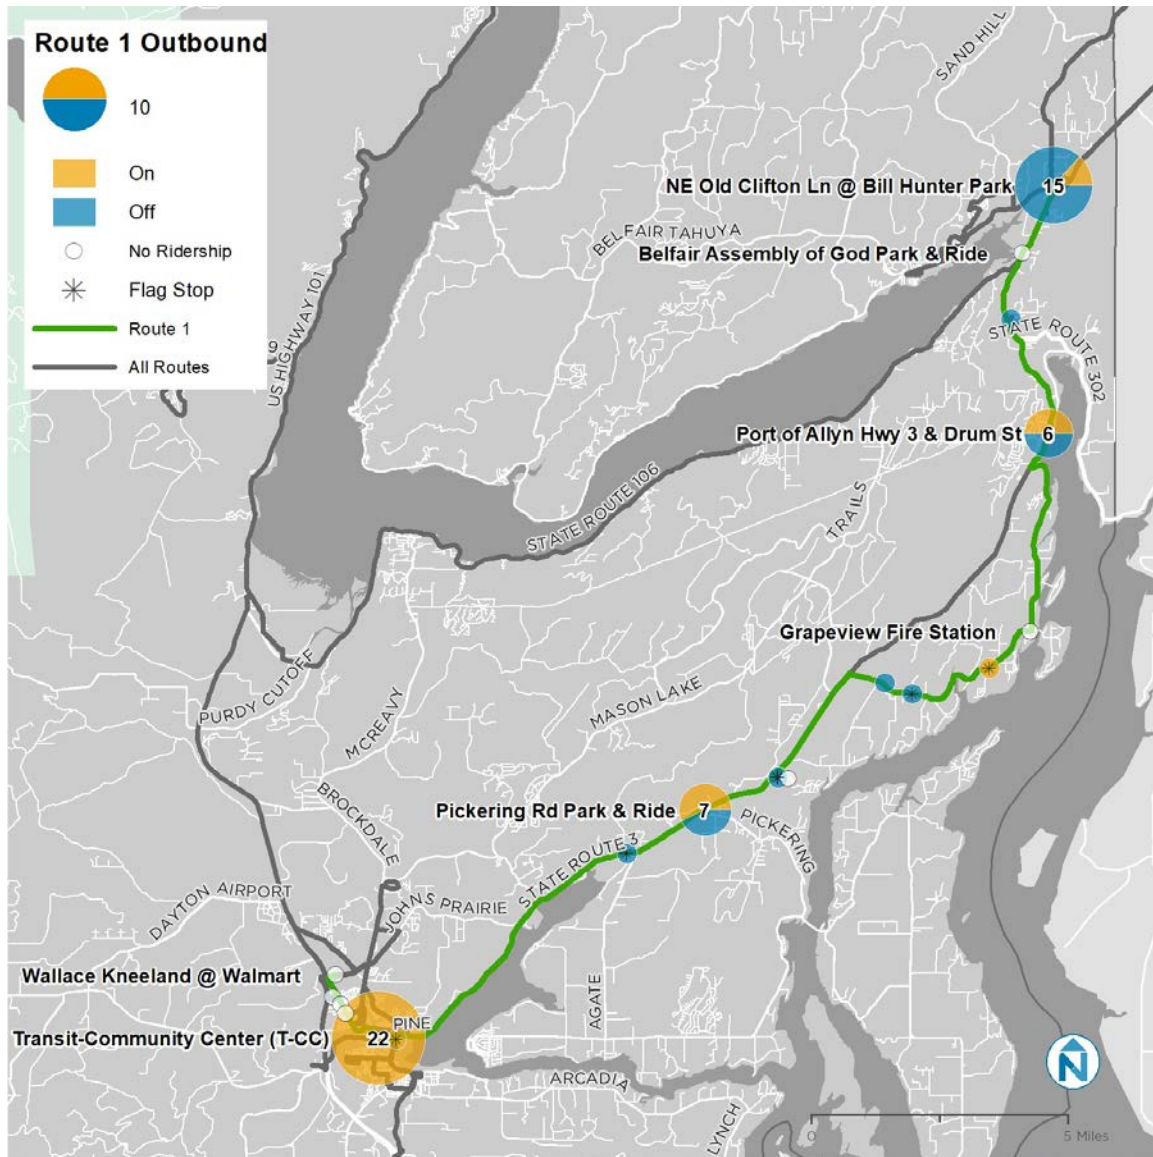 Route 1 Outbound
10
On
Off
No Ridership
Flag Stop
Route 1
All Routes
9
US HIGHWAY 101
SAND HILL
NE Old Clifton Ln @ Bill Hunter Park
15
BELFAIR TAHUYA
Belfair Assembly of God Park & Ride
STATE ROUTE 302
Port of Allyn Hwy 3 & Drum St
6
STATE ROUTE 106
TRAILS
Grapeview Fire Station
PURDY CUTOFF
MCREAVY
MASON LAKE
BROCKDALE
Pickering Rd Park & Ride
7
PICKERING
STATE ROUTE 3
DAYTON AIRPORT
JOHNS PRAIRIE
Wallace Kneeland @ Walmart
AGATE
Transit-Community Center (T-CC)
22
PINE
ARCADIA
LYNCH
N
0
5 Miles